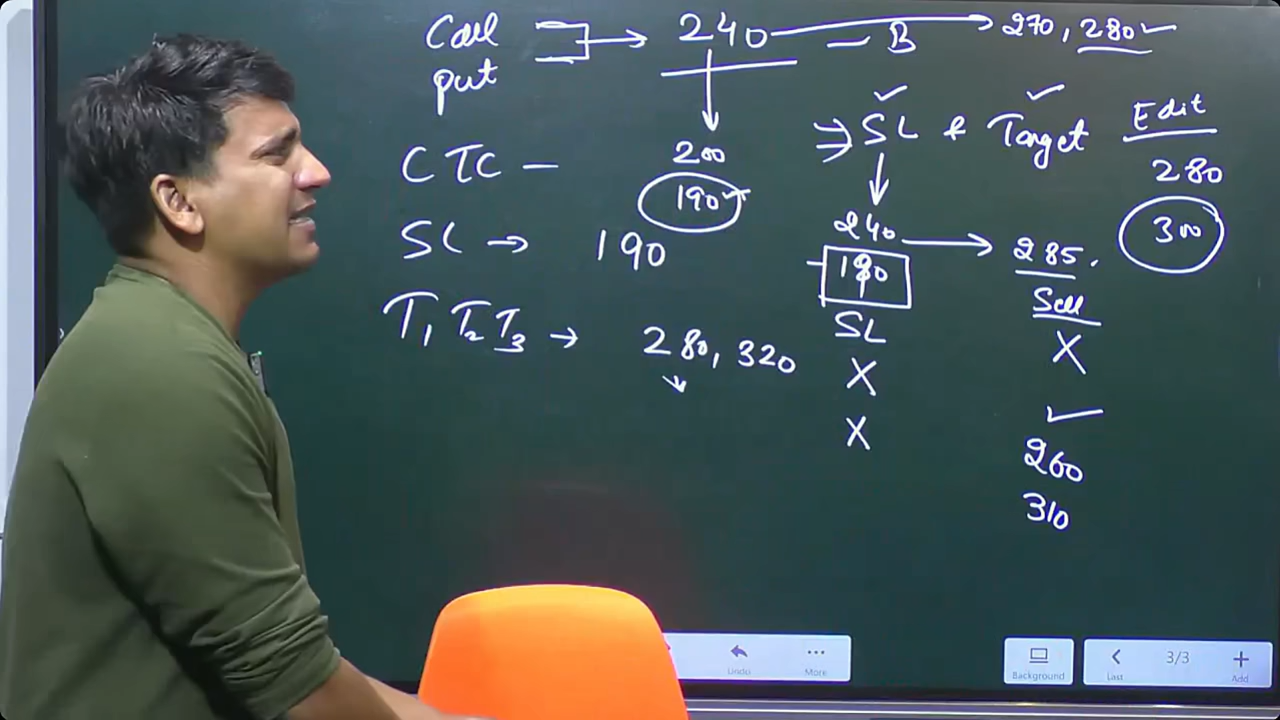 Call
put
240 — B
270, 280
200
190
CTC —
SL → 190
T1 T2 T3 → 280, 320
⇒ SL & Target
240 → 285.
190
SL
X
X
Sell
X
✓
260
310
Edit
280
300
Undo
More
Background
Last
3/3
Add